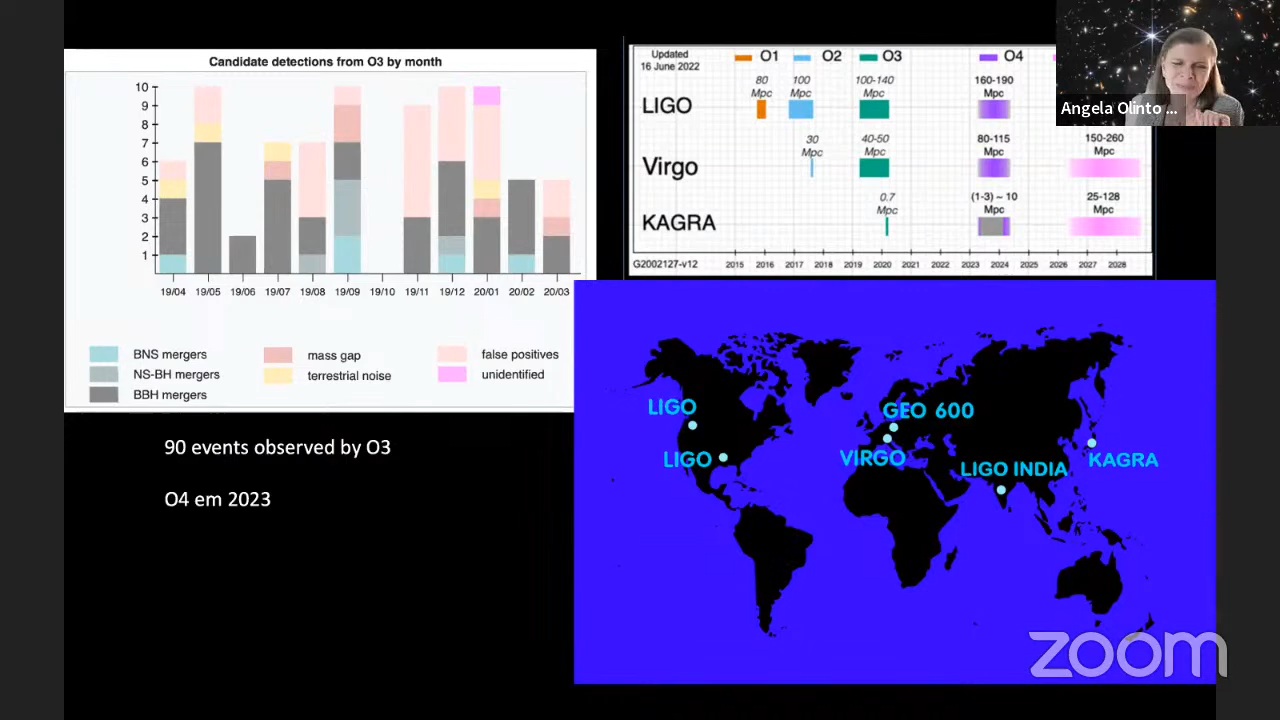 Candidate detections from O3 by month
10
9
8
7
6
5
4
3
2
1
19/04 19/05 19/06 19/07 19/08 19/09 19/10 19/11 19/12 20/01 20/02 20/03
BNS mergers
NS-BH mergers
BBH mergers
mass gap
terrestrial noise
false positives
unidentified
90 events observed by O3
O4 em 2023
Updated
16 June 2022
O1 O2 O3 O4
LIGO
80
Mpc
100
Mpc
100-140
Mpc
160-190
Mpc
Virgo
30
Mpc
40-50
Mpc
80-115
Mpc
150-260
Mpc
KAGRA
0.7
Mpc
(1-3) ~ 10
Mpc
25-128
Mpc
G2002127-v12
2015 2016 2017 2018 2019 2020 2021 2022 2023 2024 2025 2026 2027 2028
Angela Olinto ...
LIGO
LIGO
GEO 600
VIRGO
LIGO INDIA
KAGRA
zoom